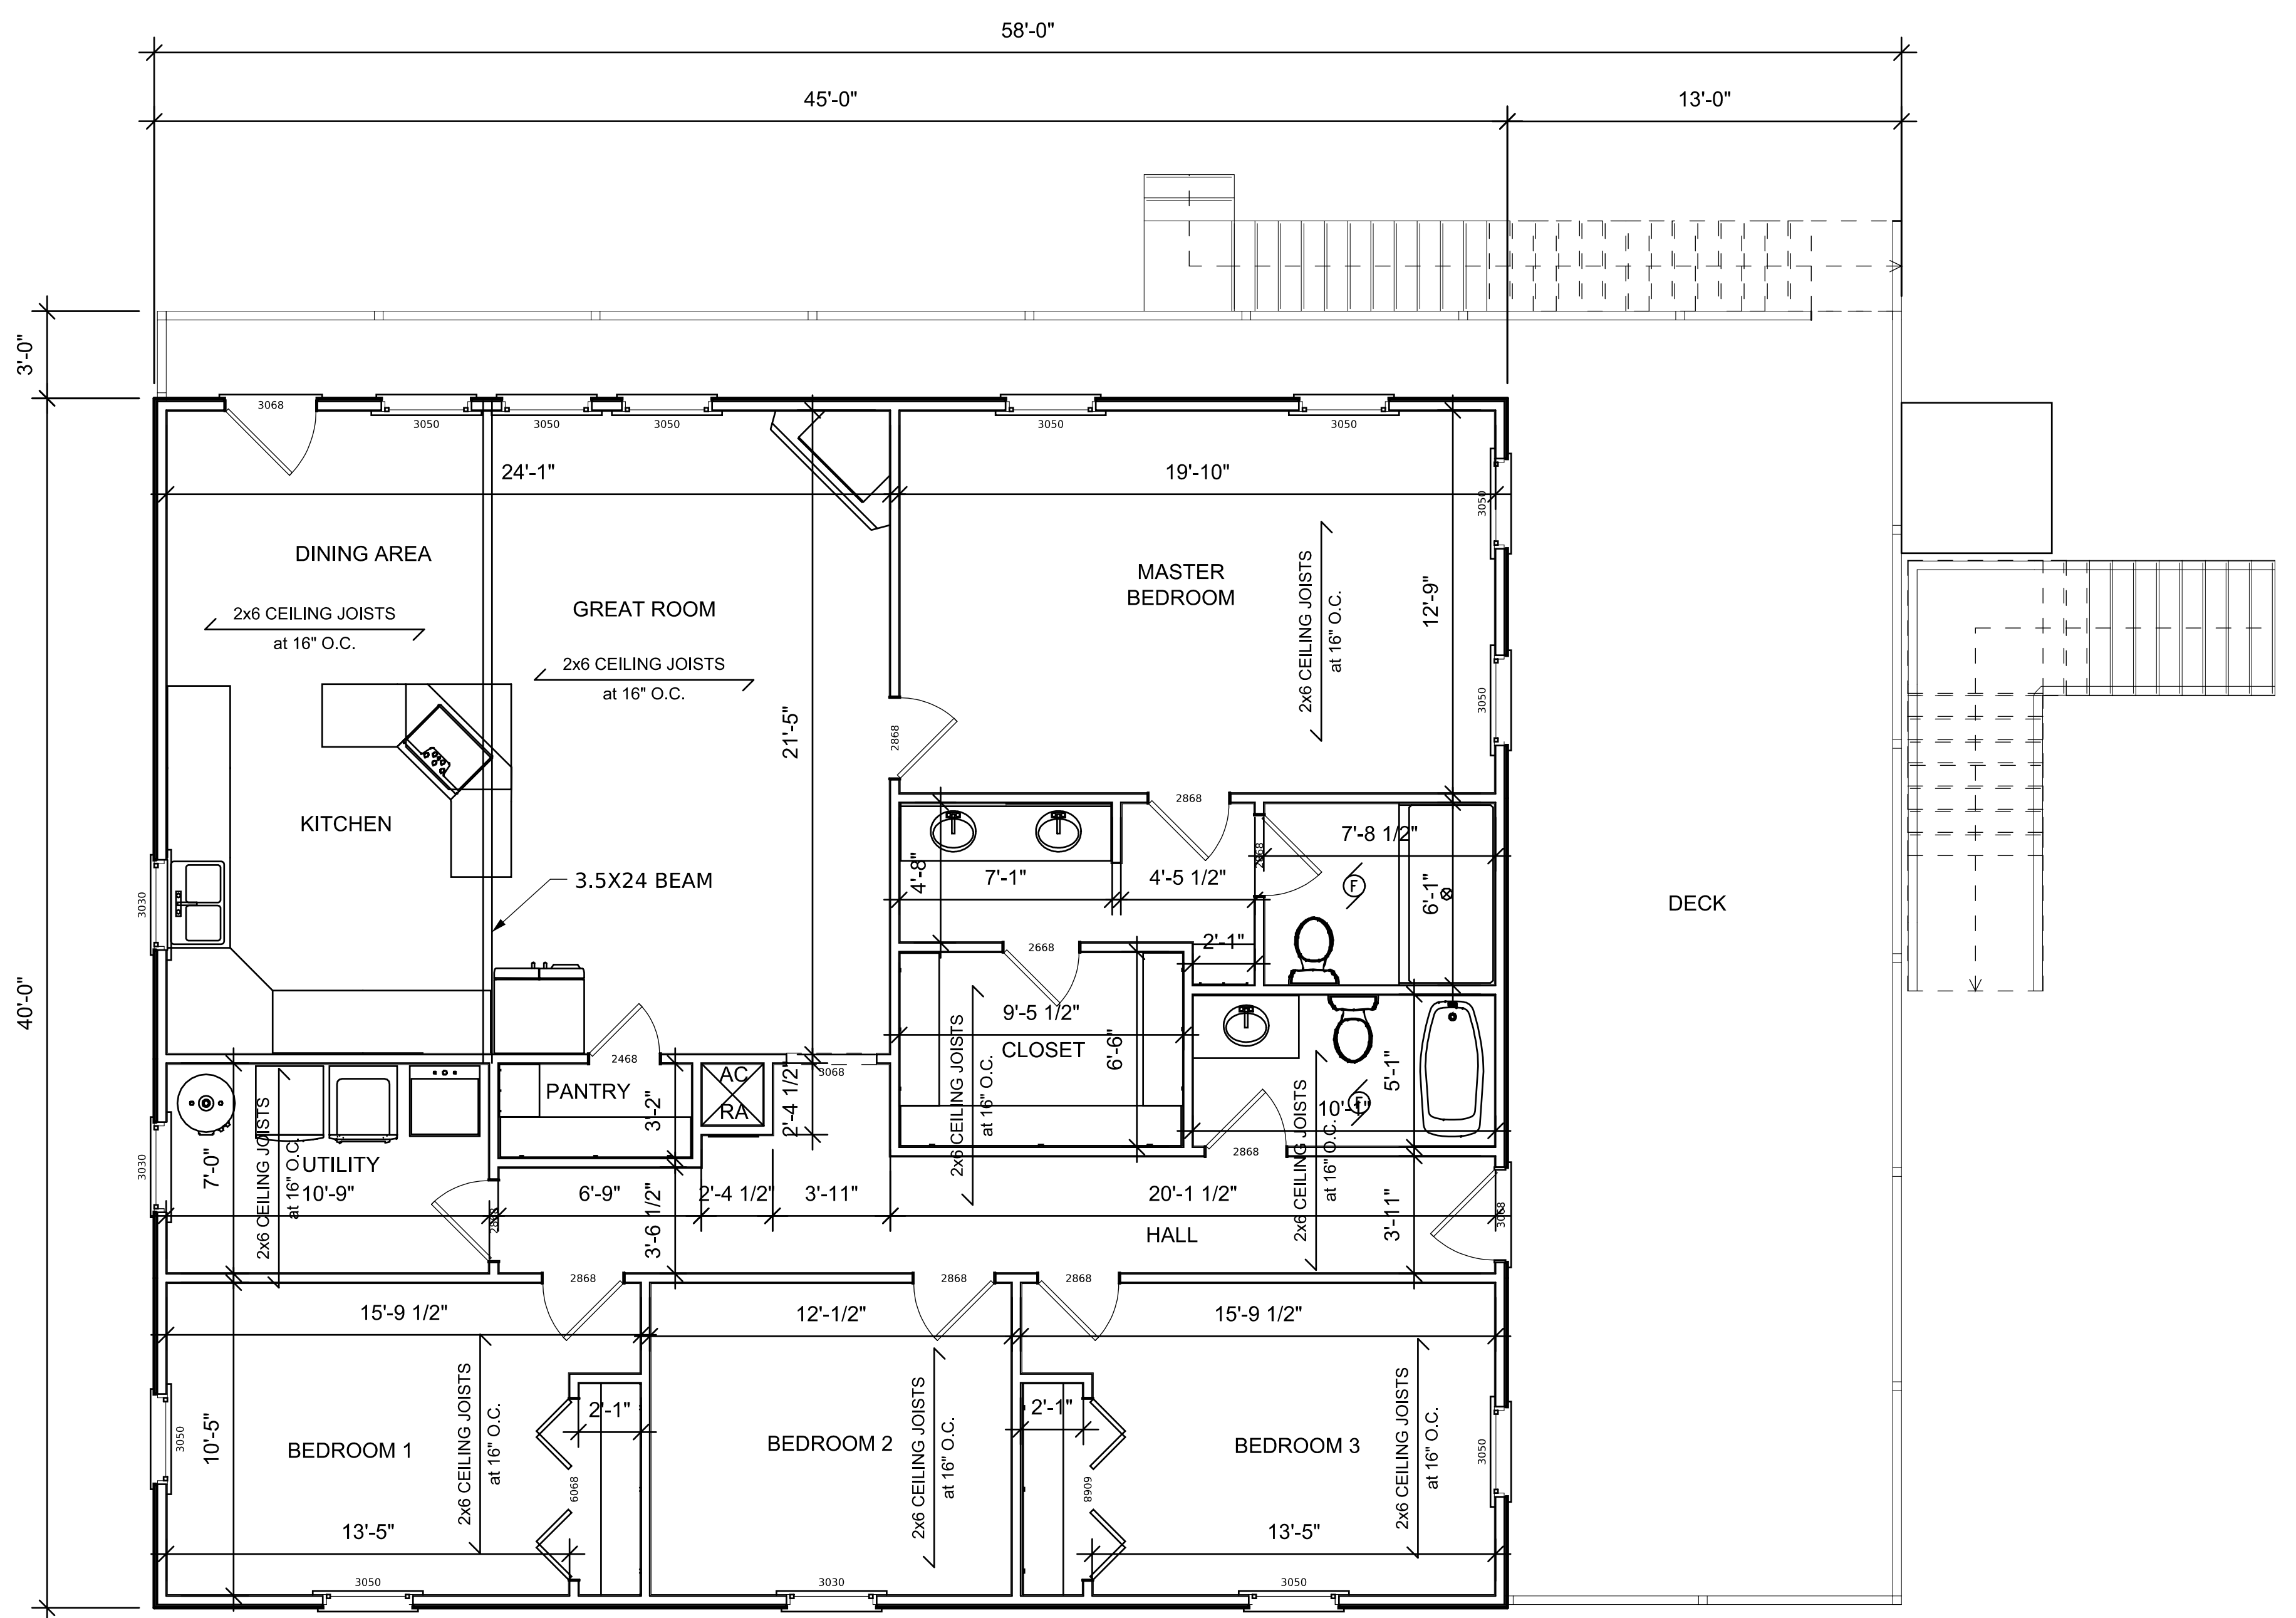 58'-0"
45'-0"
13'-0"
3'-0"
40'-0"
3068
3050
3050
3050
3050
3050
24'-1"
19'-10"
3050
DINING AREA
2x6 CEILING JOISTS
at 16" O.C.
GREAT ROOM
2x6 CEILING JOISTS
at 16" O.C.
MASTER
BEDROOM
2x6 CEILING JOISTS
at 16" O.C.
12'-9"
21'-5"
2868
3050
2868
KITCHEN
3.5X24 BEAM
3030
4'-8"
7'-1"
4'-5 1/2"
2868
7'-8 1/2"
F
6'-1"
DECK
2'-1"
2668
9'-5 1/2"
CLOSET
6'-6"
2x6 CEILING JOISTS
at 16" O.C.
2468
PANTRY
3'-2"
AC
RA
2'-4 1/2"
3068
5'-1"
10'-1"
F
2x6 CEILING JOISTS
at 16" O.C.
2868
3030
7'-0"
2x6 CEILING JOISTS
at 16" O.C.
UTILITY
10'-9"
2868
6'-9"
3'-6 1/2"
2'-4 1/2"
3'-11"
20'-1 1/2"
HALL
3'-11"
3068
2868
2868
2868
15'-9 1/2"
12'-1/2"
15'-9 1/2"
3050
10'-5"
BEDROOM 1
2x6 CEILING JOISTS
at 16" O.C.
2'-1"
6068
BEDROOM 2
2x6 CEILING JOISTS
at 16" O.C.
2'-1"
6068
BEDROOM 3
2x6 CEILING JOISTS
at 16" O.C.
3050
13'-5"
13'-5"
3050
3030
3050